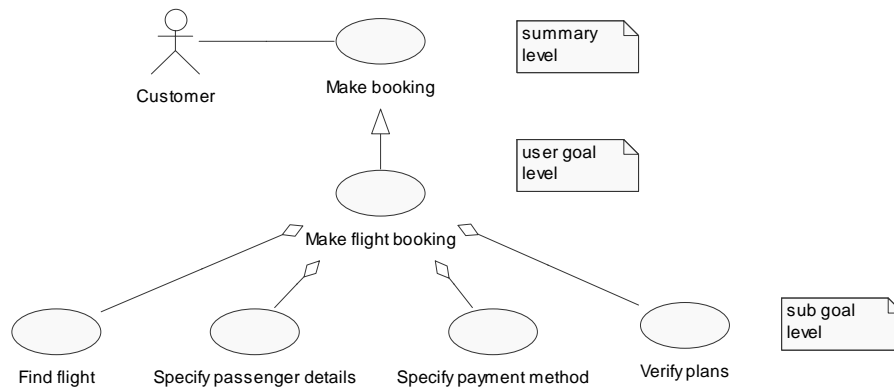 summary
level
Customer
Make booking
user goal
level
Make flight booking
sub goal
level
Find flight
Specify passenger details
Specify payment method
Verify plans